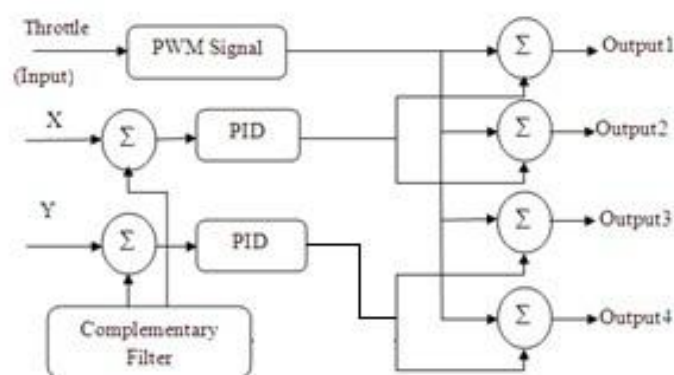 Throttle
(Input)
PWM Signal
Σ
Output1
X
Σ
PID
Σ
Output2
Y
Σ
PID
Σ
Output3
Complementary
Filter
Σ
Output4